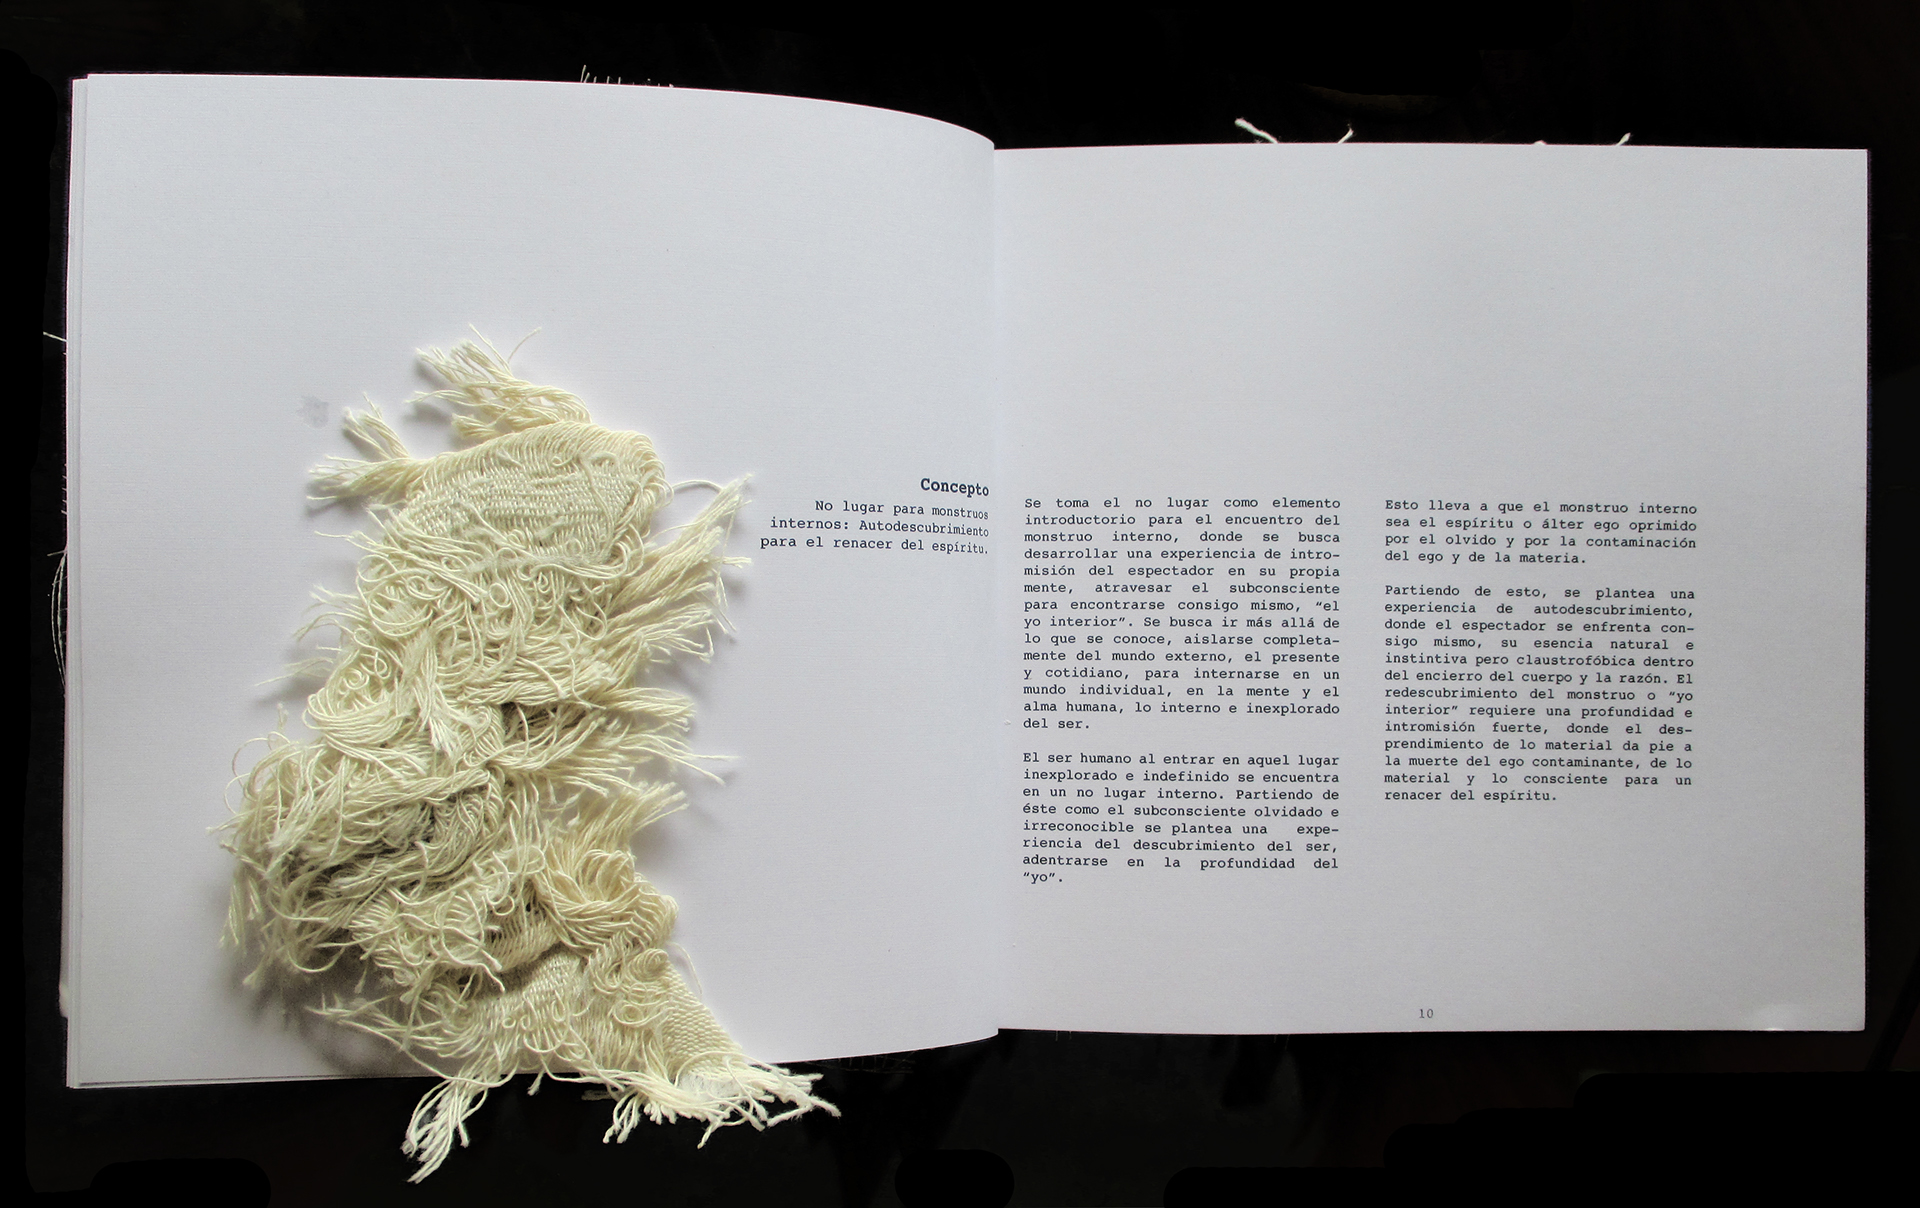 Concepto
No lugar para monstruos
internos: Autodescubrimiento
para el renacer del espíritu.
Se toma el no lugar como elemento
introductorio para el encuentro del
monstruo interno, donde se busca
desarrollar una experiencia de intro-
misión del espectador en su propia
mente, atravesar el subconsciente
para encontrarse consigo mismo, “el
yo interior”. Se busca ir más allá de
lo que se conoce, aislarse completa-
mente del mundo externo, el presente
y cotidiano, para internarse en un
mundo individual, en la mente y el
alma humana, lo interno e inexplorado
del ser.
El ser humano al entrar en aquel lugar
inexplorado e indefinido se encuentra
en un no lugar interno. Partiendo de
éste como el subconsciente olvidado e
irreconocible se plantea una expe-
riencia del descubrimiento del ser,
adentrarse en la profundidad del
“yo”.
Esto lleva a que el monstruo interno
sea el espíritu o álter ego oprimido
por el olvido y por la contaminación
del ego y de la materia.
Partiendo de esto, se plantea una
experiencia de autodescubrimiento,
donde el espectador se enfrenta con-
sigo mismo, su esencia natural e
instintiva pero claustrofóbica dentro
del encierro del cuerpo y la razón. El
redescubrimiento del monstruo o “yo
interior” requiere una profundidad e
intromisión fuerte, donde el des-
prendimiento de lo material da pie a
la muerte del ego contaminante, de lo
material y lo consciente para un
renacer del espíritu.
10